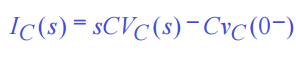 I_C(s) = sCV_C(s) − Cv_C(0−)